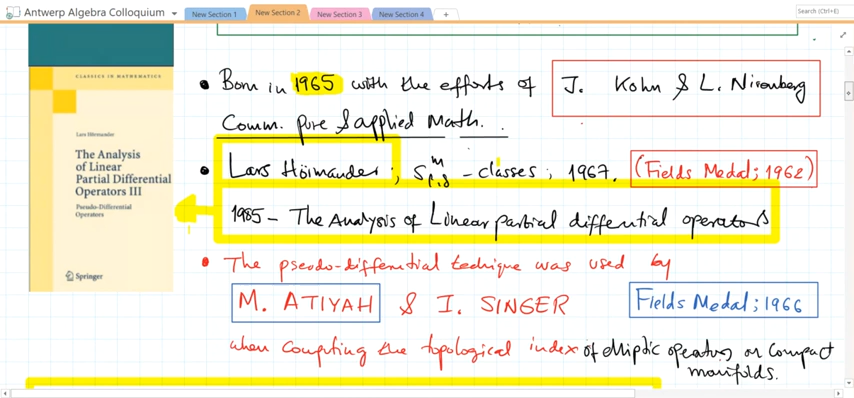 Antwerp Algebra Colloquium
New Section 1
New Section 2
New Section 3
New Section 4
+
Search (Ctrl+E)
CLASSICS IN MATHEMATICS
Lars Hörmander
The Analysis
of Linear
Partial Differential
Operators III
Pseudo-Differential
Operators
Springer
• Born in 1965 with the efforts of
J. Kohn & L. Nirenberg
Comm. pure & applied Math.
• Lars Hörmander, S^m_{ρ,δ} - classes, 1967. (Fields Medal; 1962)
1985 - The Analysis of Linear partial differential operators
• The pseudo-differential technique was used by
M. ATIYAH & I. SINGER
Fields Medal; 1966
when computing the topological index of elliptic operators on compact
manifolds.